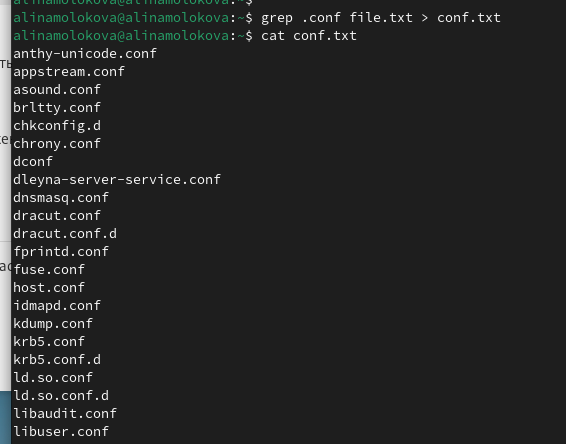 alinamolokova@alinamolokova:~$
alinamolokova@alinamolokova:~$ grep .conf file.txt > conf.txt
alinamolokova@alinamolokova:~$ cat conf.txt
anthy-unicode.conf
appstream.conf
asound.conf
brltty.conf
chkconfig.d
chrony.conf
dconf
dleyna-server-service.conf
dnsmasq.conf
dracut.conf
dracut.conf.d
fprintd.conf
fuse.conf
host.conf
idmapd.conf
kdump.conf
krb5.conf
krb5.conf.d
ld.so.conf
ld.so.conf.d
libaudit.conf
libuser.conf